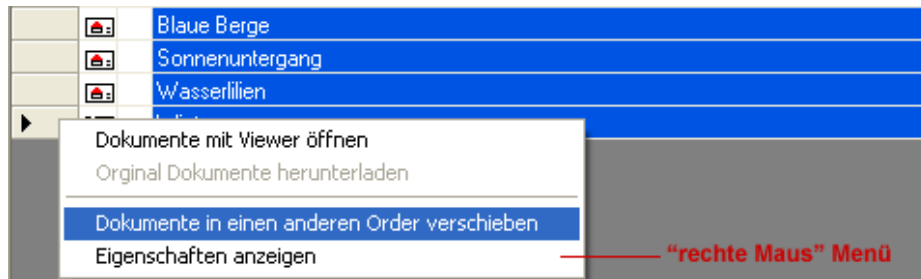 Blaue Berge
Sonnenuntergang
Wasserlilien
Dokumente mit Viewer öffnen
Orginal Dokumente herunterladen
Dokumente in einen anderen Order verschieben
Eigenschaften anzeigen
"rechte Maus" Menü